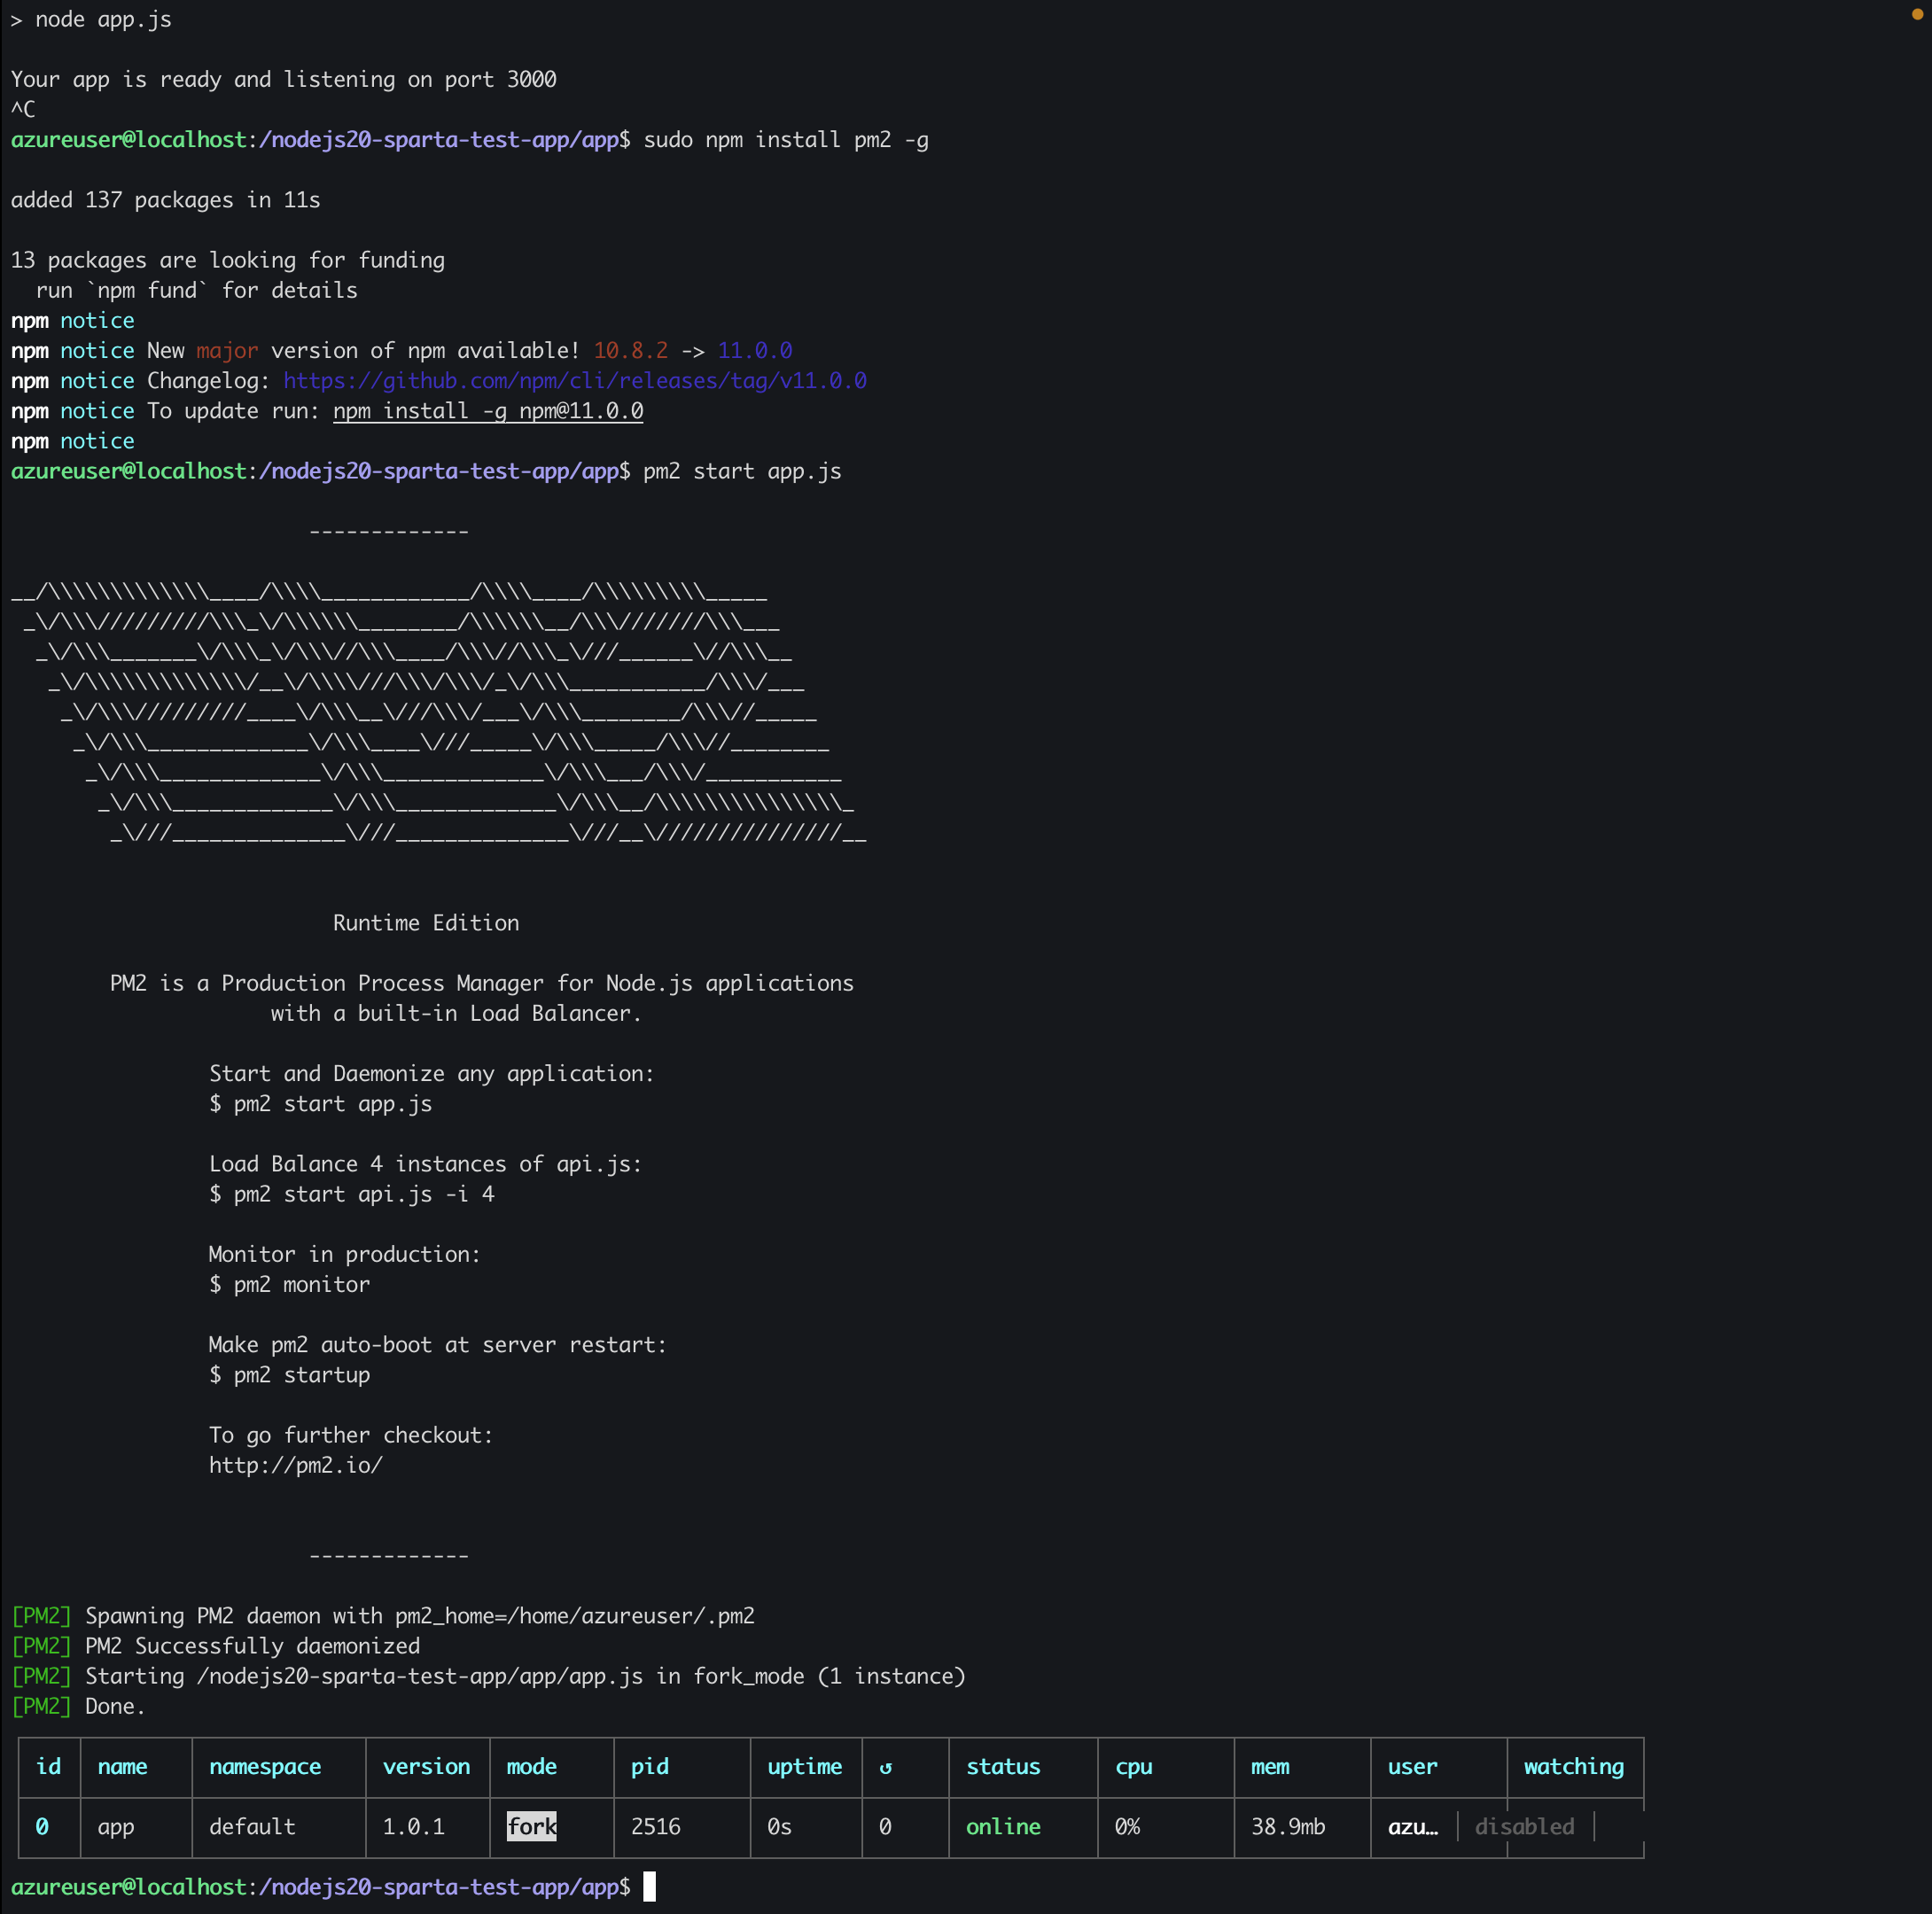 > node app.js
Your app is ready and listening on port 3000
^C
azureuser@localhost:/nodejs20-sparta-test-app/app$ sudo npm install pm2 -g
added 137 packages in 11s
13 packages are looking for funding
  run `npm fund` for details
npm notice
npm notice New major version of npm available! 10.8.2 -> 11.0.0
npm notice Changelog: https://github.com/npm/cli/releases/tag/v11.0.0
npm notice To update run: npm install -g npm@11.0.0
npm notice
azureuser@localhost:/nodejs20-sparta-test-app/app$ pm2 start app.js
                        -------------
__/\\\\\\\\\\\\\____/\\\\____________/\\\\____/\\\\\\\\\_____
 _\/\\\/////////\\\_\/\\\\\\________/\\\\\\__/\\\///////\\\___
  _\/\\\_______\/\\\_\/\\\//\\\____/\\\//\\\_\///______\//\\\__
   _\/\\\\\\\\\\\\\/__\/\\\\///\\\/\\\/_\/\\\___________/\\\/___
    _\/\\\/////////____\/\\\__\///\\\/___\/\\\________/\\\//_____
     _\/\\\_____________\/\\\____\///_____\/\\\_____/\\\//________
      _\/\\\_____________\/\\\_____________\/\\\___/\\\/___________
       _\/\\\_____________\/\\\_____________\/\\\__/\\\\\\\\\\\\\\\_
        _\///______________\///______________\///__\///////////////__
                          Runtime Edition
        PM2 is a Production Process Manager for Node.js applications
                     with a built-in Load Balancer.
                Start and Daemonize any application:
                $ pm2 start app.js
                Load Balance 4 instances of api.js:
                $ pm2 start api.js -i 4
                Monitor in production:
                $ pm2 monitor
                Make pm2 auto-boot at server restart:
                $ pm2 startup
                To go further checkout:
                http://pm2.io/
                        -------------
[PM2] Spawning PM2 daemon with pm2_home=/home/azureuser/.pm2
[PM2] PM2 Successfully daemonized
[PM2] Starting /nodejs20-sparta-test-app/app/app.js in fork_mode (1 instance)
[PM2] Done.
id name namespace version mode pid uptime ↺ status cpu mem user watching
0 app default 1.0.1 fork 2516 0s 0 online 0% 38.9mb azu… disabled
azureuser@localhost:/nodejs20-sparta-test-app/app$